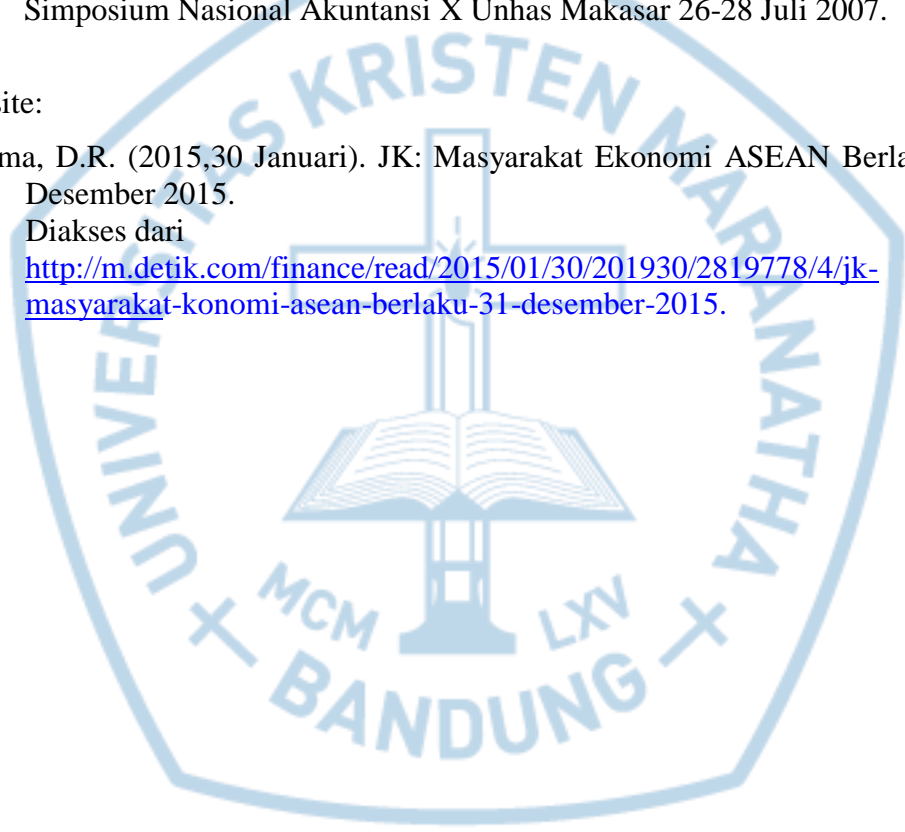 Simposium Nasional Akuntansi X Unhas Makasar 26-28 Juli 2007.
site:
ma, D.R. (2015,30 Januari). JK: Masyarakat Ekonomi ASEAN Berla
Desember 2015.
Diakses dari
http://m.detik.com/finance/read/2015/01/30/201930/2819778/4/jk-
masyarakat-konomi-asean-berlaku-31-desember-2015.
UNIVERSITAS KRISTEN MARANATHA
MCM LXV
BANDUNG